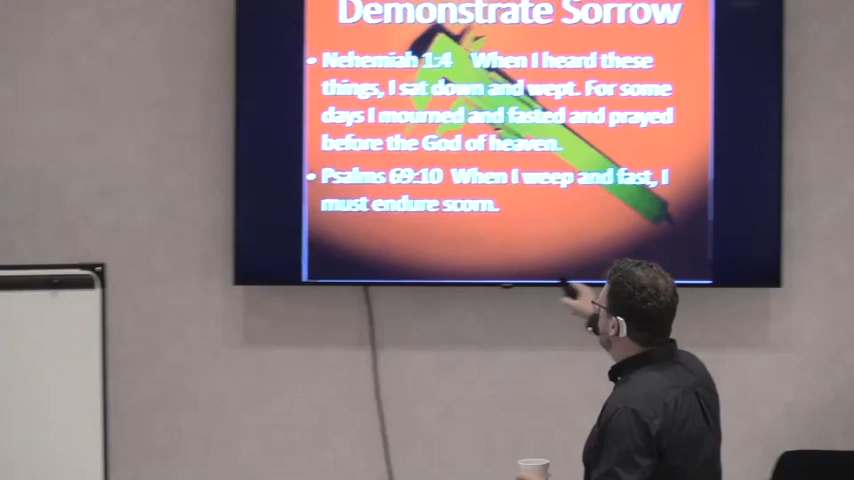 Demonstrate Sorrow
• Nehemiah 1:4 When I heard these
things, I sat down and wept. For some
days I mourned and fasted and prayed
before the God of heaven.
• Psalms 69:10 When I weep and fast, I
must endure scorn.